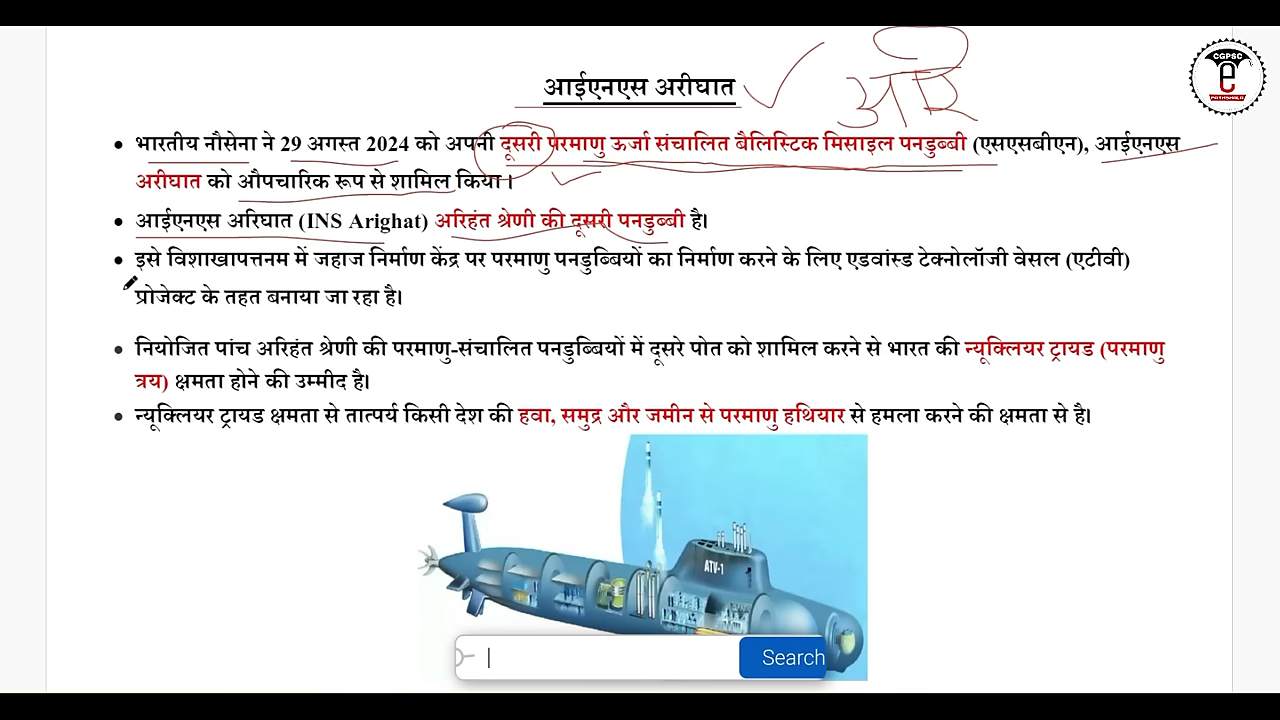 आईएनएस अरीघात
अरि
CGPSC
e
PATHSHALA
• भारतीय नौसेना ने 29 अगस्त 2024 को अपनी दूसरी परमाणु ऊर्जा संचालित बैलिस्टिक मिसाइल पनडुब्बी (एसएसबीएन), आईएनएस
अरीघात को औपचारिक रूप से शामिल किया।
• आईएनएस अरिघात (INS Arighat) अरिहंत श्रेणी की दूसरी पनडुब्बी है।
• इसे विशाखापत्तनम में जहाज निर्माण केंद्र पर परमाणु पनडुब्बियों का निर्माण करने के लिए एडवांस्ड टेक्नोलॉजी वेसल (एटीवी)
प्रोजेक्ट के तहत बनाया जा रहा है।
• नियोजित पांच अरिहंत श्रेणी की परमाणु-संचालित पनडुब्बियों में दूसरे पोत को शामिल करने से भारत की न्यूक्लियर ट्रायड (परमाणु
त्रय) क्षमता होने की उम्मीद है।
• न्यूक्लियर ट्रायड क्षमता से तात्पर्य किसी देश की हवा, समुद्र और जमीन से परमाणु हथियार से हमला करने की क्षमता से है।
ATV-1
Search